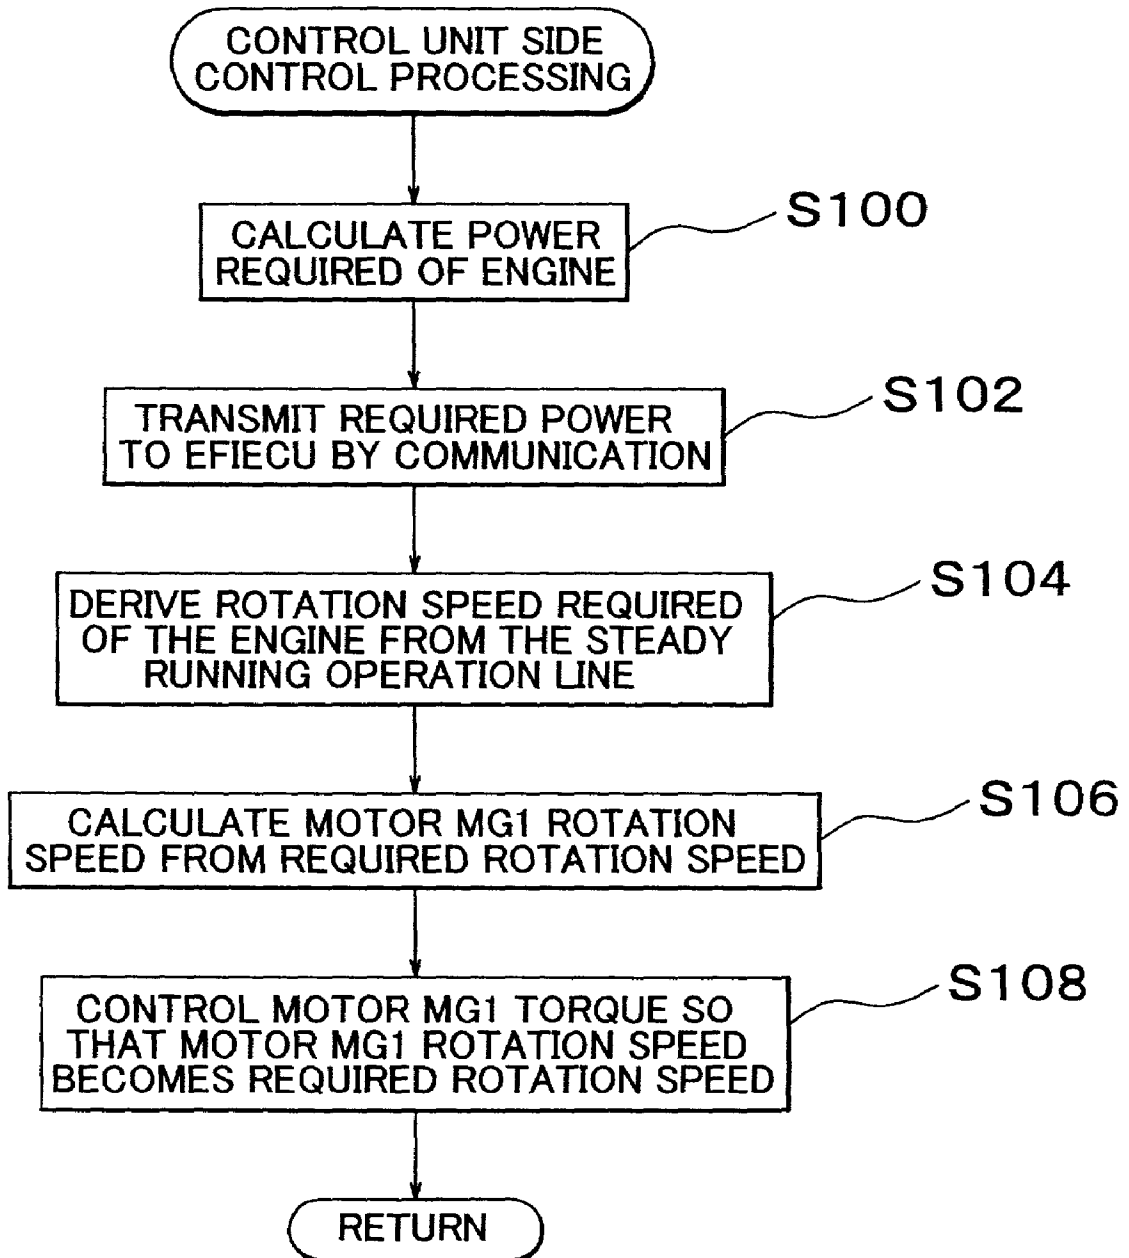 CONTROL UNIT SIDE
CONTROL PROCESSING
S100
CALCULATE POWER
REQUIRED OF ENGINE
S102
TRANSMIT REQUIRED POWER
TO EFIECU BY COMMUNICATION
S104
DERIVE ROTATION SPEED REQUIRED
OF THE ENGINE FROM THE STEADY
RUNNING OPERATION LINE
S106
CALCULATE MOTOR MG1 ROTATION
SPEED FROM REQUIRED ROTATION SPEED
S108
CONTROL MOTOR MG1 TORQUE SO
THAT MOTOR MG1 ROTATION SPEED
BECOMES REQUIRED ROTATION SPEED
RETURN